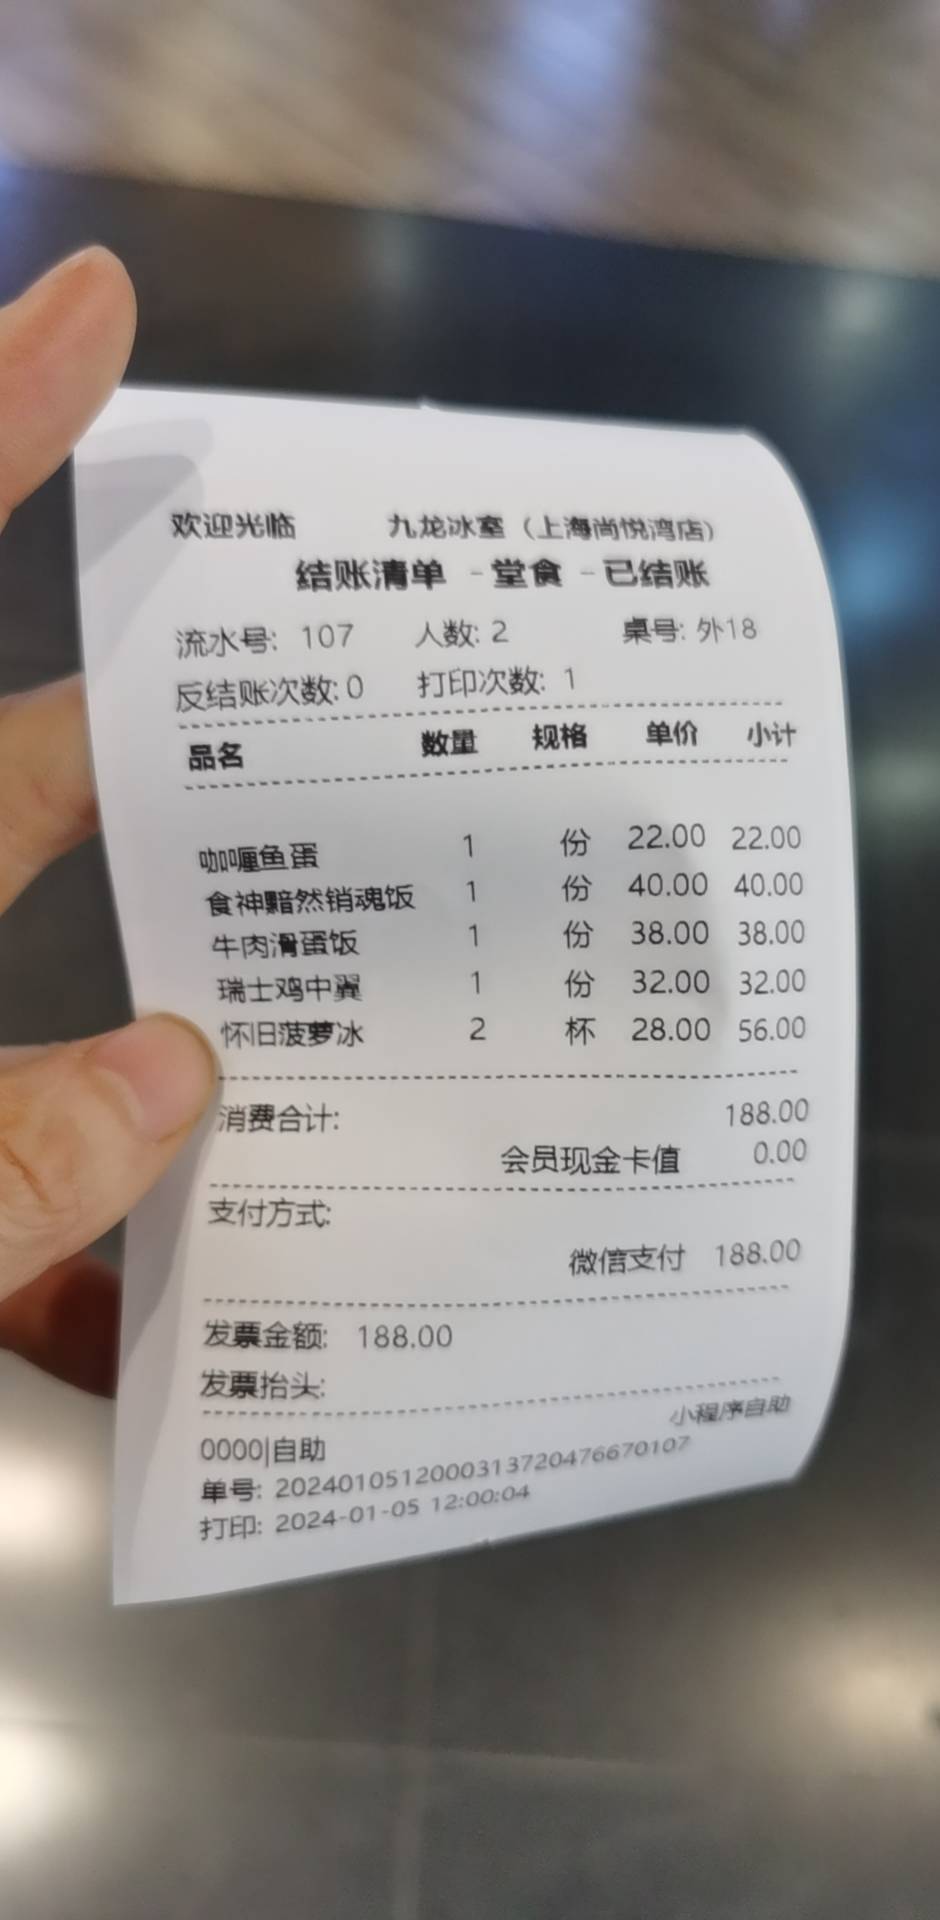 欢迎光临 九龙冰室（上海尚悦湾店）
结账清单 - 堂食 - 已结账
流水号: 107 人数: 2 桌号: 外18
反结账次数: 0 打印次数: 1
品名 数量 规格 单价 小计
咖喱鱼蛋 1 份 22.00 22.00
食神黯然销魂饭 1 份 40.00 40.00
牛肉滑蛋饭 1 份 38.00 38.00
瑞士鸡中翼 1 份 32.00 32.00
怀旧菠萝冰 2 杯 28.00 56.00
消费合计: 188.00
会员现金卡值 0.00
支付方式:
微信支付 188.00
发票金额: 188.00
发票抬头:
小程序自助
0000|自助
单号: 2024010512000313720476670107
打印: 2024-01-05 12:00:04